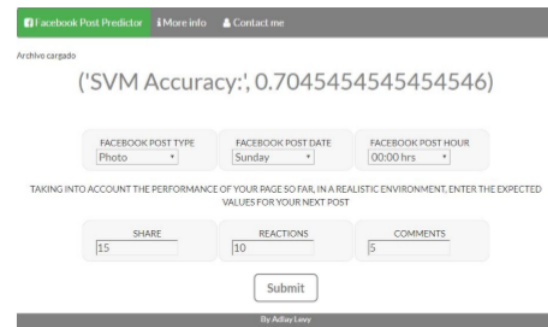 Facebook Post Predictor More info Contact me
Archivo cargado
('SVM Accuracy:', 0.7045454545454546)
FACEBOOK POST TYPE FACEBOOK POST DATE FACEBOOK POST HOUR
Photo Sunday 00:00 hrs
TAKING INTO ACCOUNT THE PERFORMANCE OF YOUR PAGE SO FAR, IN A REALISTIC ENVIRONMENT, ENTER THE EXPECTED
VALUES FOR YOUR NEXT POST
SHARE REACTIONS COMMENTS
15 10 5
Submit
By Adlay Levy